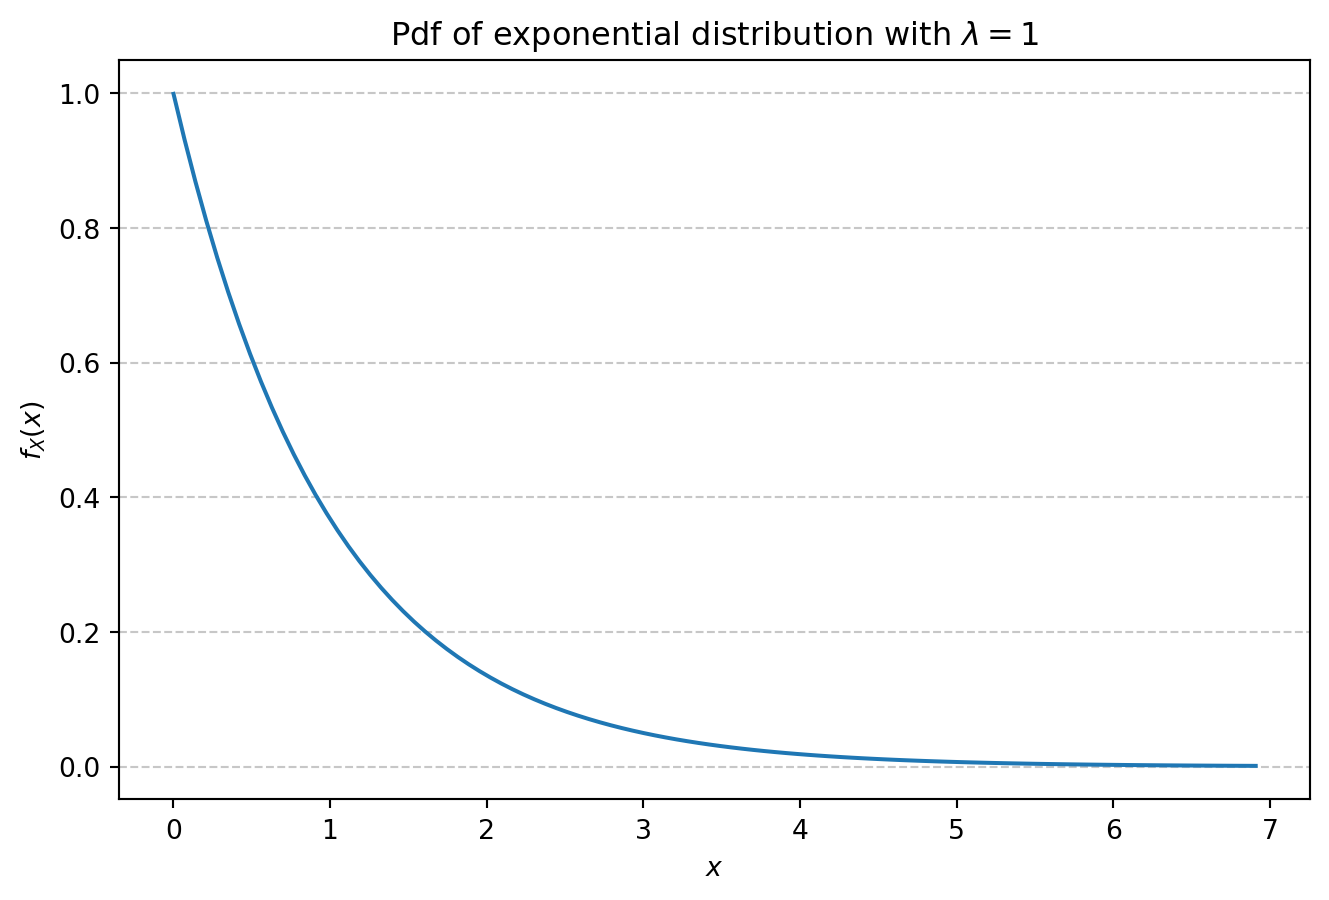 Pdf of exponential distribution with λ = 1
1.0
0.8
0.6
0.4
0.2
0.0
f_X(x)
0 1 2 3 4 5 6 7
x